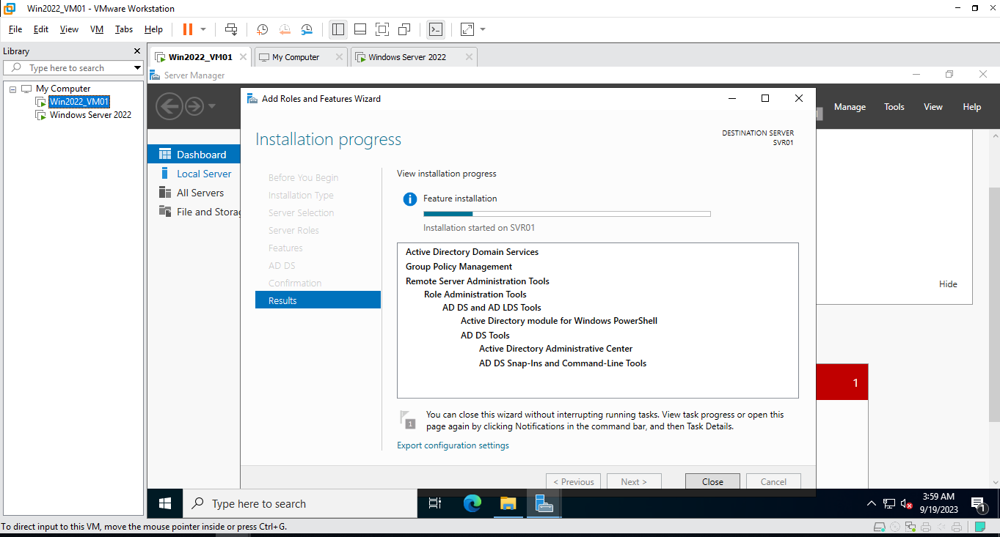 Win2022_VM01 - VMware Workstation
File Edit View VM Tabs Help
Library
Type here to search
My Computer
Win2022_VM01
Windows Server 2022
Win2022_VM01 My Computer Windows Server 2022
Server Manager
Manage Tools View Help
Dashboard
Local Server
All Servers
File and Storag
Hide
1
Add Roles and Features Wizard
Installation progress
DESTINATION SERVER
SVR01
Before You Begin
Installation Type
Server Selection
Server Roles
Features
AD DS
Confirmation
Results
View installation progress
Feature installation
Installation started on SVR01
Active Directory Domain Services
Group Policy Management
Remote Server Administration Tools
Role Administration Tools
AD DS and AD LDS Tools
Active Directory module for Windows PowerShell
AD DS Tools
Active Directory Administrative Center
AD DS Snap-Ins and Command-Line Tools
1
You can close this wizard without interrupting running tasks. View task progress or open this
page again by clicking Notifications in the command bar, and then Task Details.
Export configuration settings
< Previous Next > Close Cancel
Type here to search
3:59 AM
9/19/2023
1
To direct input to this VM, move the mouse pointer inside or press Ctrl+G.